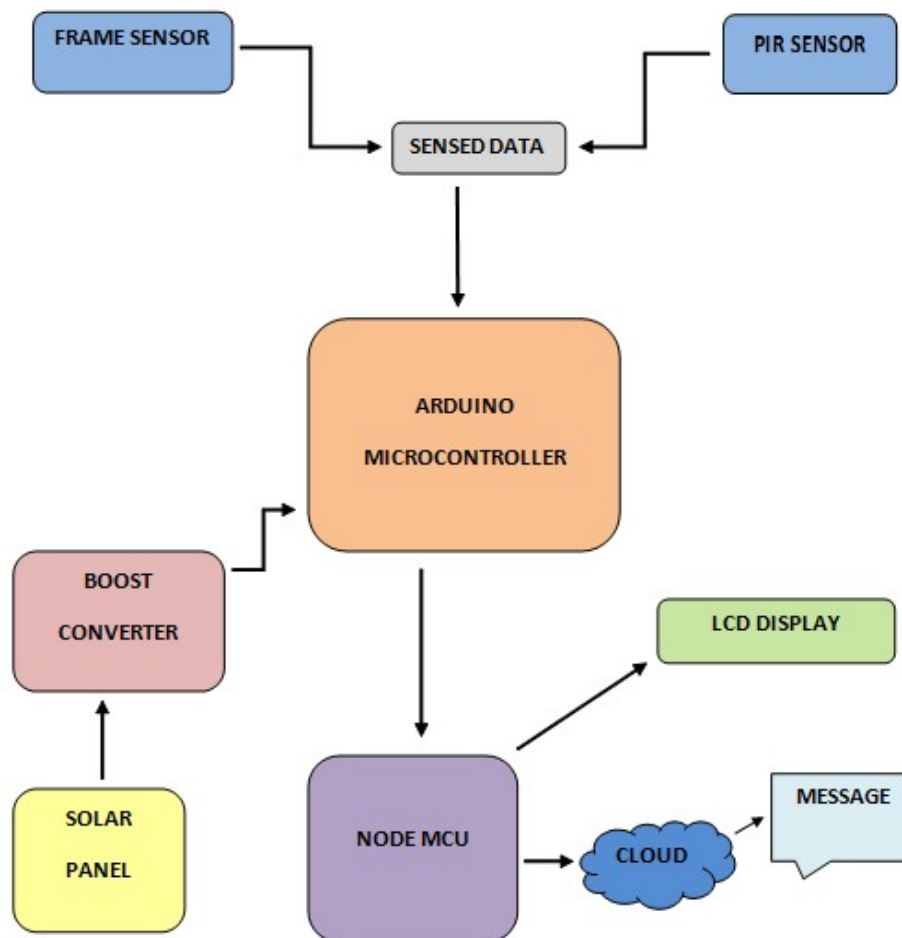 FRAME SENSOR
PIR SENSOR
SENSED DATA
ARDUINO
MICROCONTROLLER
BOOST
CONVERTER
LCD DISPLAY
SOLAR
PANEL
NODE MCU
CLOUD
MESSAGE